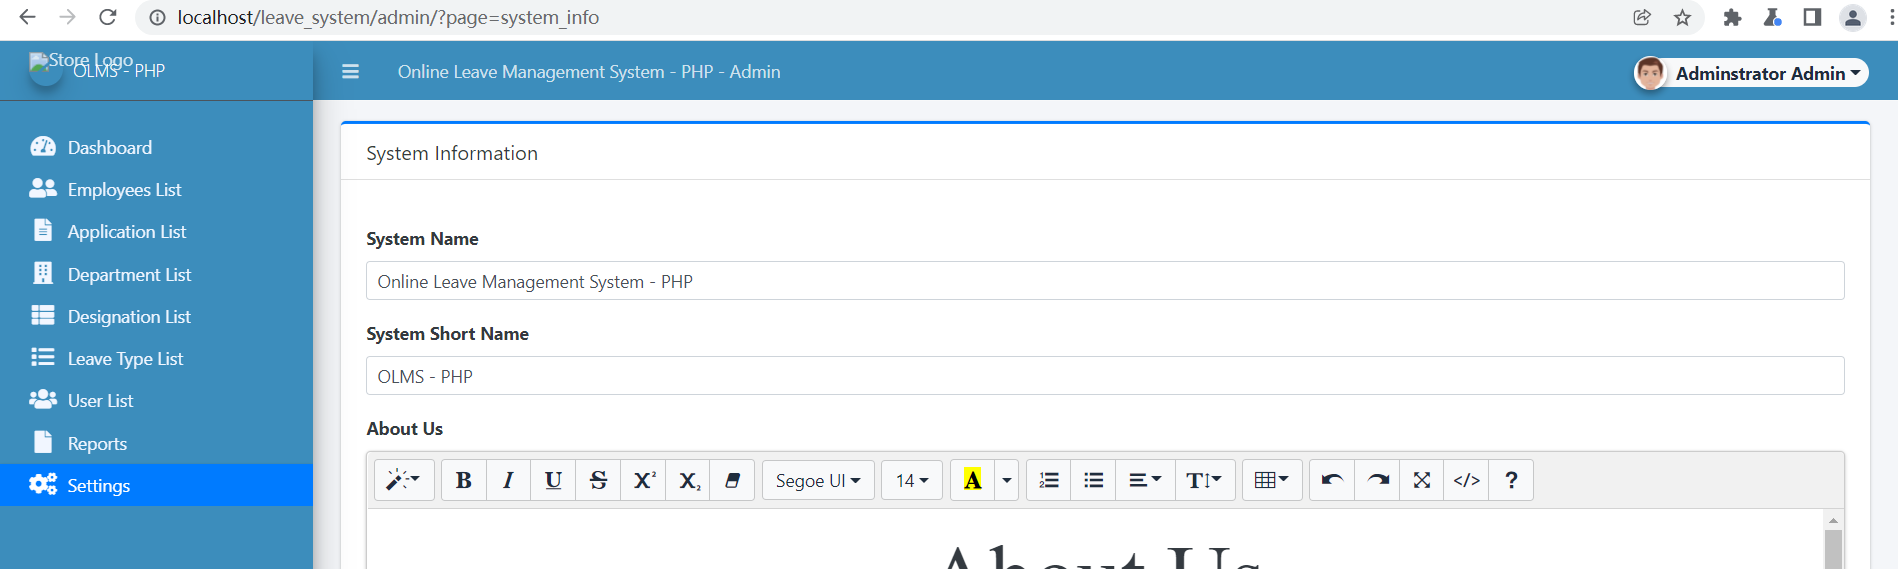 localhost/leave_system/admin/?page=system_info
Store Logo
OLMS - PHP
Online Leave Management System - PHP - Admin
Adminstrator Admin
Dashboard
Employees List
Application List
Department List
Designation List
Leave Type List
User List
Reports
Settings
System Information
System Name
Online Leave Management System - PHP
System Short Name
OLMS - PHP
About Us
B I U S X² X₂ Segoe UI 14 A T </> ?
About Us